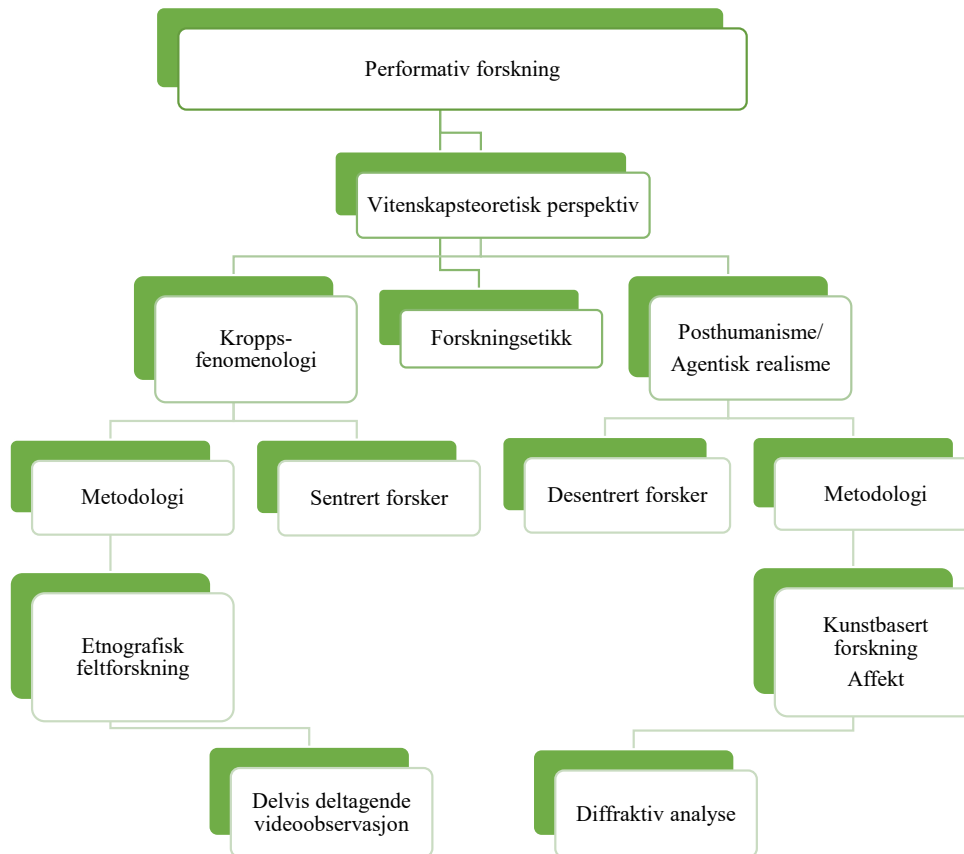 Performativ forskning
Vitenskapsteoretisk perspektiv
Kropps-
fenomenologi
Forskningsetikk
Posthumanisme/
Agentisk realisme
Metodologi
Sentrert forsker
Desentrert forsker
Metodologi
Etnografisk
feltforskning
Kunstbasert
forskning
Affekt
Delvis deltagende
videoobservasjon
Diffraktiv analyse